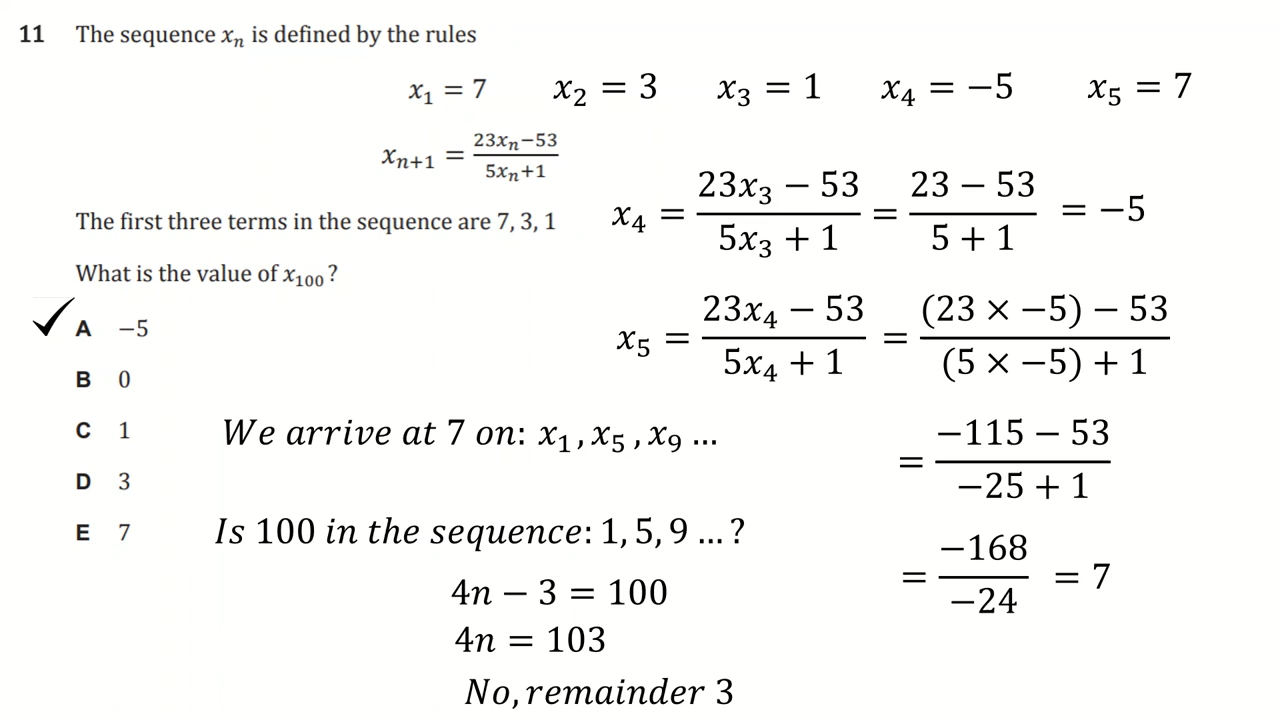 11 The sequence xₙ is defined by the rules
x₁ = 7 x₂ = 3 x₃ = 1 x₄ = −5 x₅ = 7
xₙ₊₁ = (23xₙ−53)/(5xₙ+1)
The first three terms in the sequence are 7, 3, 1
What is the value of x₁₀₀ ?
A −5
B 0
C 1
D 3
E 7
x₄ = (23x₃ − 53)/(5x₃ + 1) = (23 − 53)/(5 + 1) = −5
x₅ = (23x₄ − 53)/(5x₄ + 1) = ((23 × −5) − 53)/((5 × −5) + 1)
= (−115 − 53)/(−25 + 1)
= (−168)/(−24) = 7
We arrive at 7 on: x₁, x₅, x₉ ...
Is 100 in the sequence: 1, 5, 9 ... ?
4n − 3 = 100
4n = 103
No, remainder 3